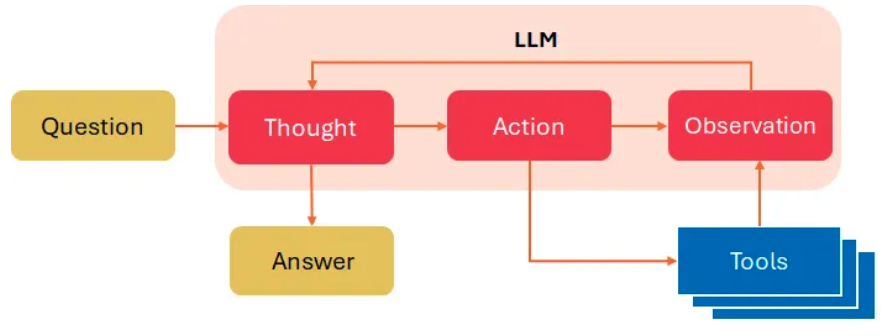 LLM
Question
Thought
Action
Observation
Answer
Tools